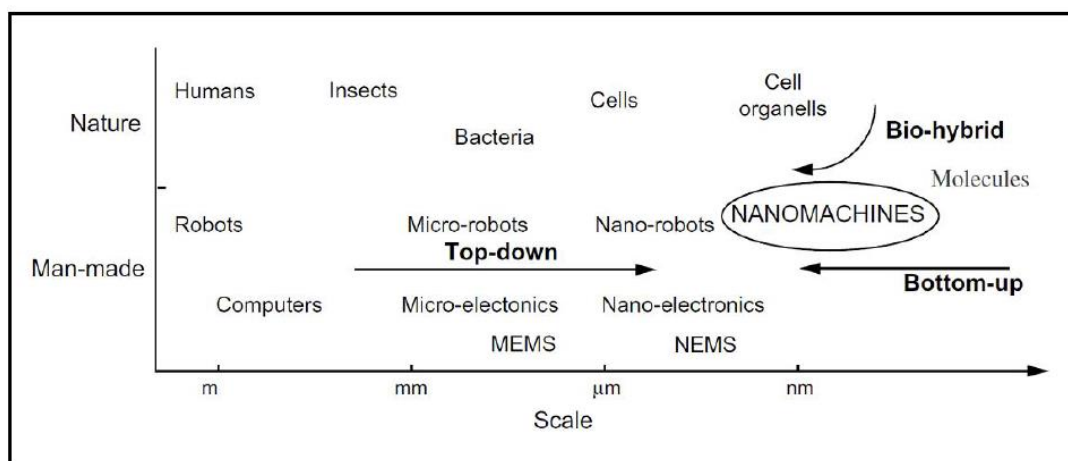 Humans
Insects
Cells
Cell
organells
Nature
Bacteria
Bio-hybrid
Molecules
Robots
Micro-robots
Nano-robots
NANOMACHINES
Top-down
Man-made
Bottom-up
Computers
Micro-electonics
Nano-electronics
MEMS
NEMS
m
mm
μm
nm
Scale